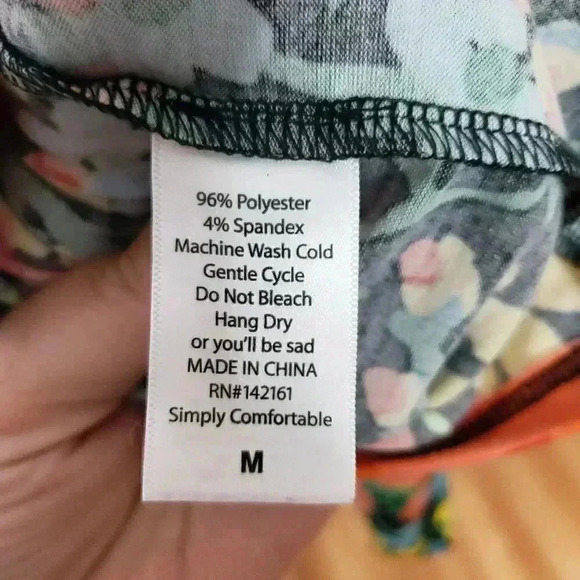 96% Polyester
4% Spandex
Machine Wash Cold
Gentle Cycle
Do Not Bleach
Hang Dry
or you'll be sad
MADE IN CHINA
RN#142161
Simply Comfortable
M